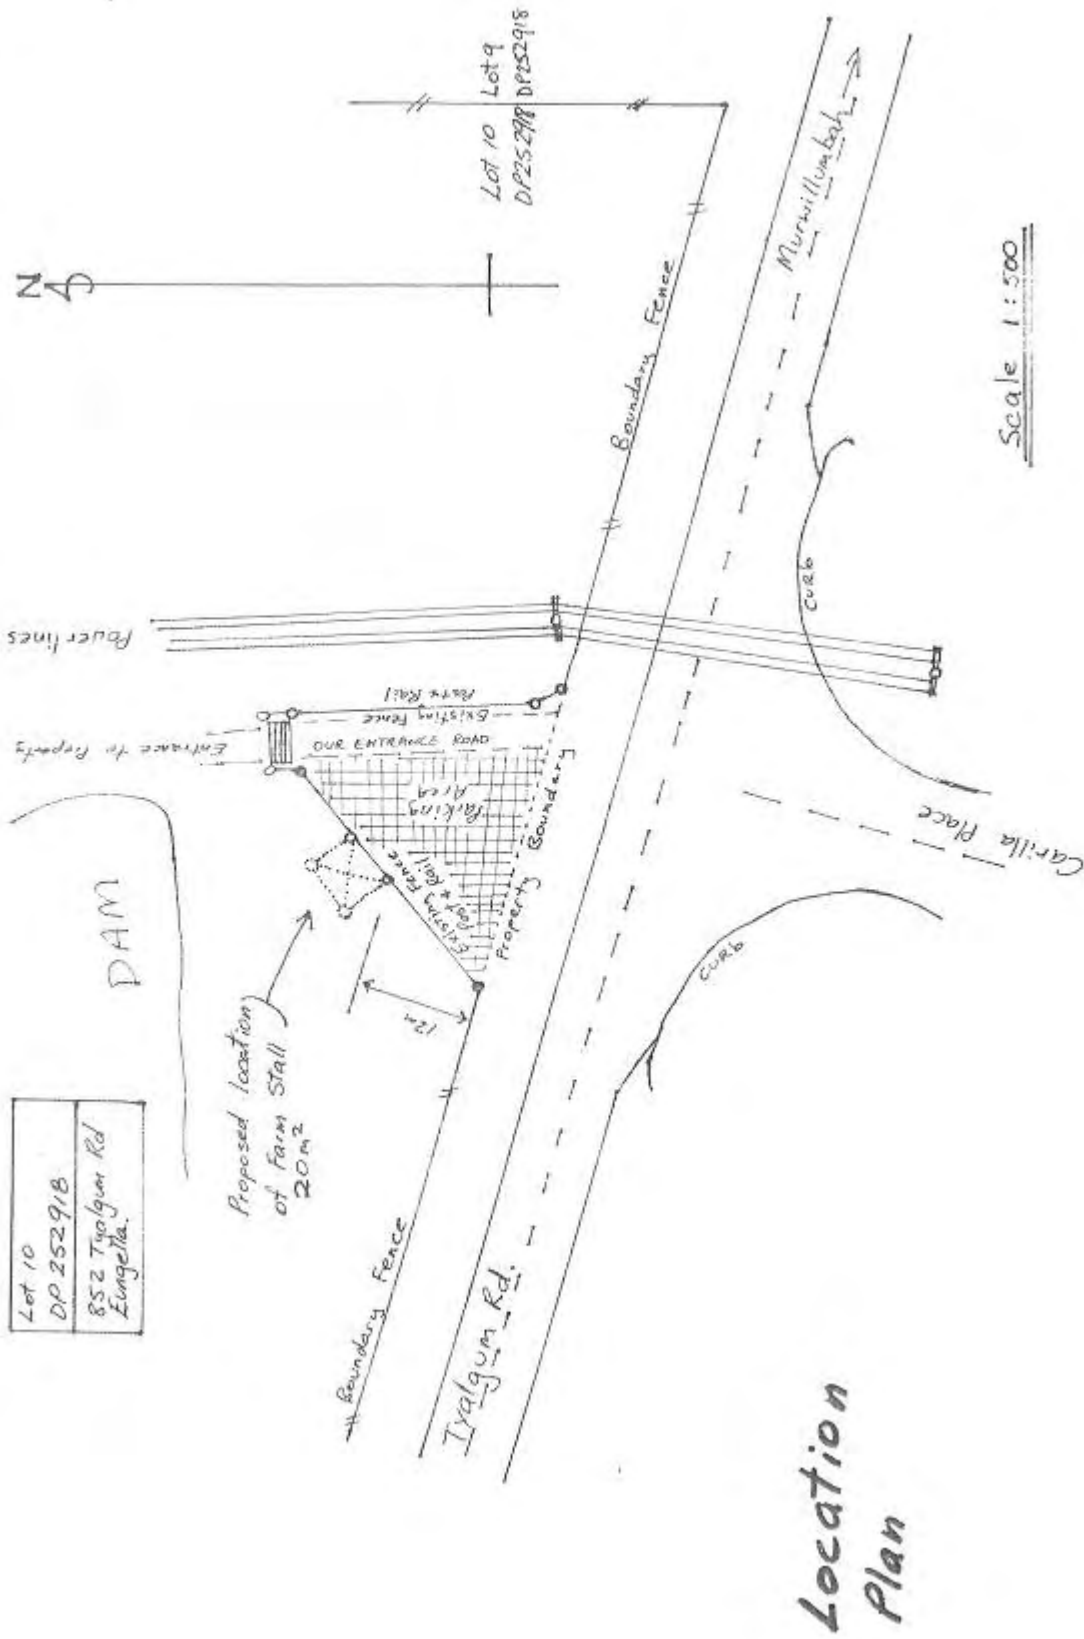 Lot 10
DP 252918
852 Tyalgum Rd
Eungella.
DAM
Proposed location
of Farm Stall
20m²
12m
Entrance to Property
Powerlines
N
Lot 10
DP252918
Lot 9
DP252918
OUR ENTRANCE ROAD
Existing Fence
Post & Rail
Parking
Area
Existing Fence
Post & Rail
Property Boundary
Boundary Fence
Boundary Fence
Tyalgum Rd.
Murwillumbah
CURB
CURB
Carilla Place
Scale 1:500
Location
Plan